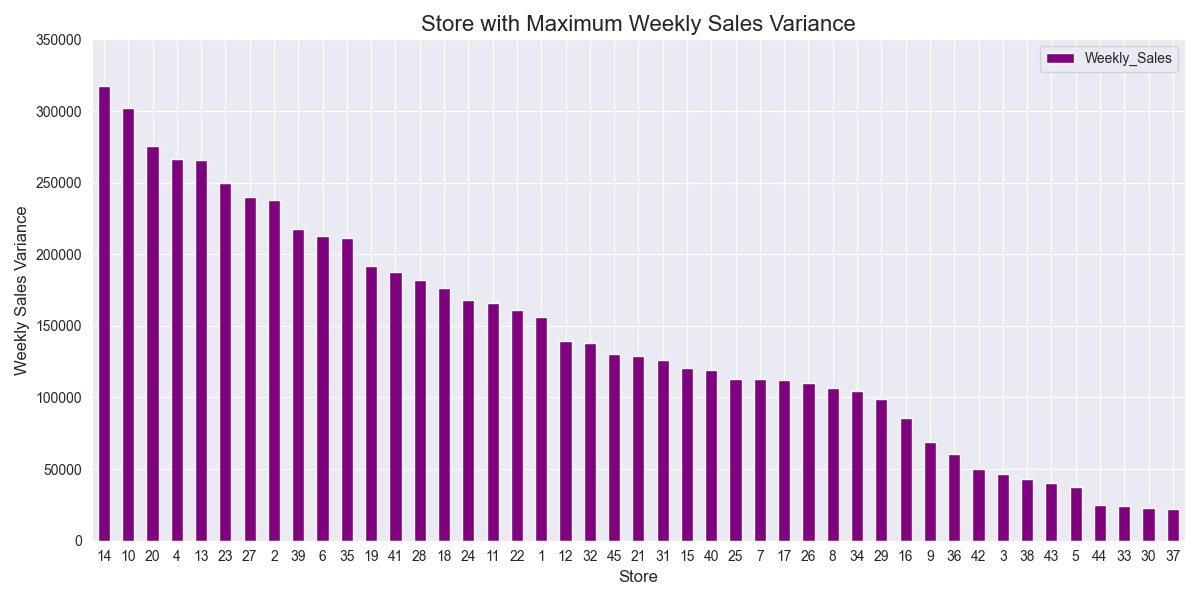 Store with Maximum Weekly Sales Variance
Weekly_Sales
350000
300000
250000
200000
150000
100000
50000
0
Weekly Sales Variance
14 10 20 4 13 23 27 2 39 6 35 19 41 28 18 24 11 22 1 12 32 45 21 31 15 40 25 7 17 26 8 34 29 16 9 36 42 3 38 43 5 44 33 30 37
Store